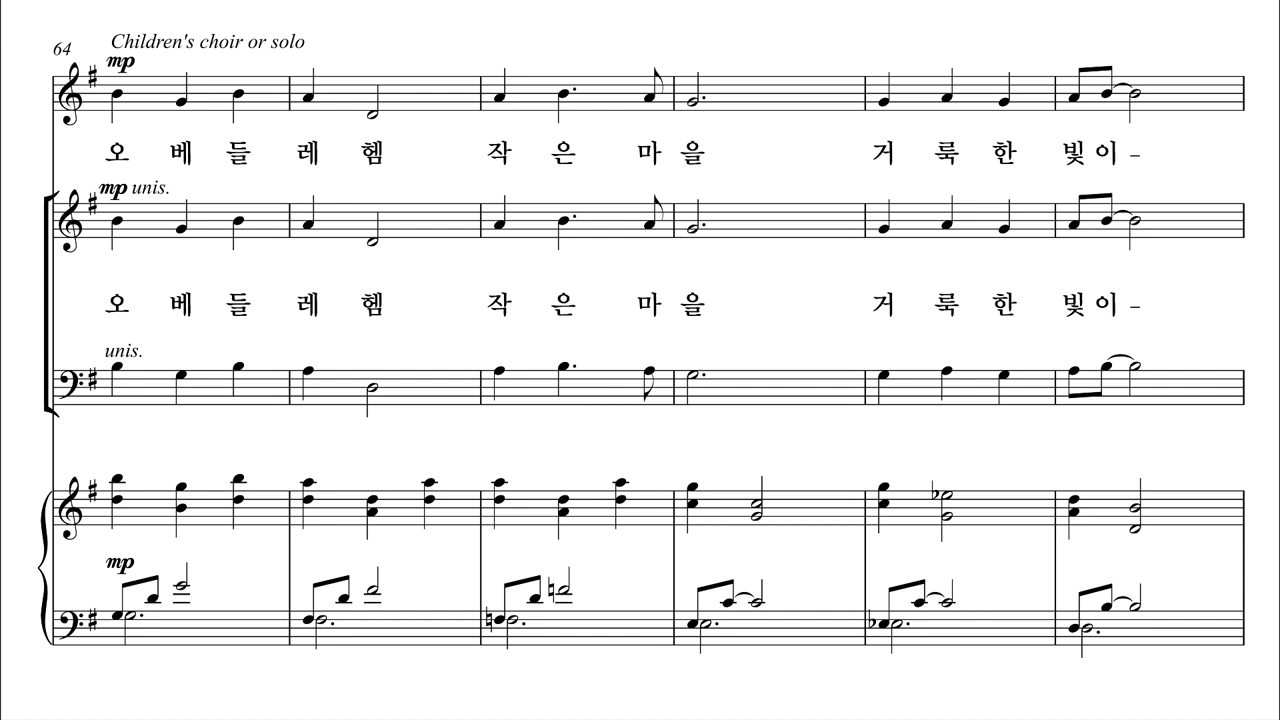 Children's choir or solo
64
mp
오 베 들 레 헴 작 은 마 을 거 룩 한 빛 이 –
mp unis.
오 베 들 레 헴 작 은 마 을 거 룩 한 빛 이 –
unis.
mp